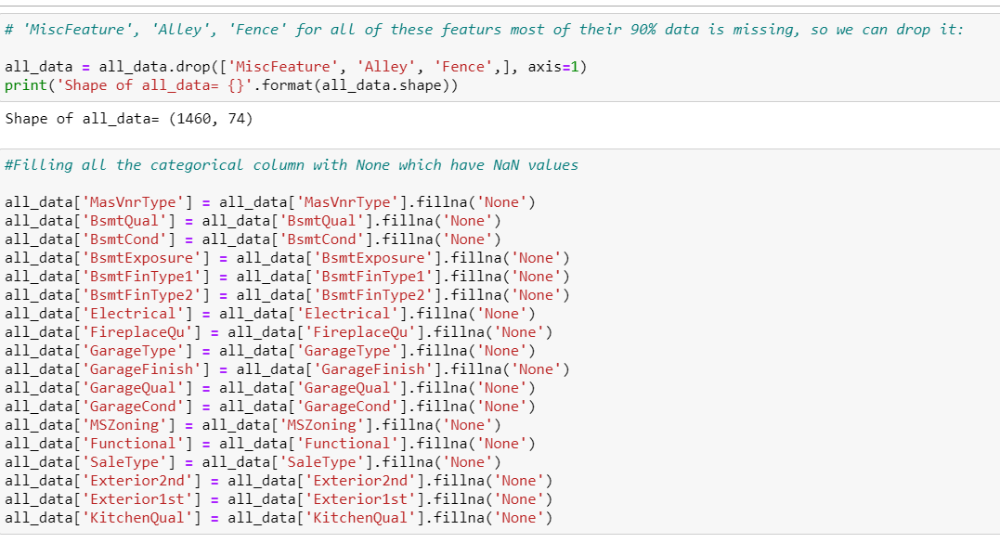 # 'MiscFeature', 'Alley', 'Fence' for all of these featurs most of their 90% data is missing, so we can drop it:
all_data = all_data.drop(['MiscFeature', 'Alley', 'Fence',], axis=1)
print('Shape of all_data= {}'.format(all_data.shape))
Shape of all_data= (1460, 74)
#Filling all the categorical column with None which have NaN values
all_data['MasVnrType'] = all_data['MasVnrType'].fillna('None')
all_data['BsmtQual'] = all_data['BsmtQual'].fillna('None')
all_data['BsmtCond'] = all_data['BsmtCond'].fillna('None')
all_data['BsmtExposure'] = all_data['BsmtExposure'].fillna('None')
all_data['BsmtFinType1'] = all_data['BsmtFinType1'].fillna('None')
all_data['BsmtFinType2'] = all_data['BsmtFinType2'].fillna('None')
all_data['Electrical'] = all_data['Electrical'].fillna('None')
all_data['FireplaceQu'] = all_data['FireplaceQu'].fillna('None')
all_data['GarageType'] = all_data['GarageType'].fillna('None')
all_data['GarageFinish'] = all_data['GarageFinish'].fillna('None')
all_data['GarageQual'] = all_data['GarageQual'].fillna('None')
all_data['GarageCond'] = all_data['GarageCond'].fillna('None')
all_data['MSZoning'] = all_data['MSZoning'].fillna('None')
all_data['Functional'] = all_data['Functional'].fillna('None')
all_data['SaleType'] = all_data['SaleType'].fillna('None')
all_data['Exterior2nd'] = all_data['Exterior2nd'].fillna('None')
all_data['Exterior1st'] = all_data['Exterior1st'].fillna('None')
all_data['KitchenQual'] = all_data['KitchenQual'].fillna('None')